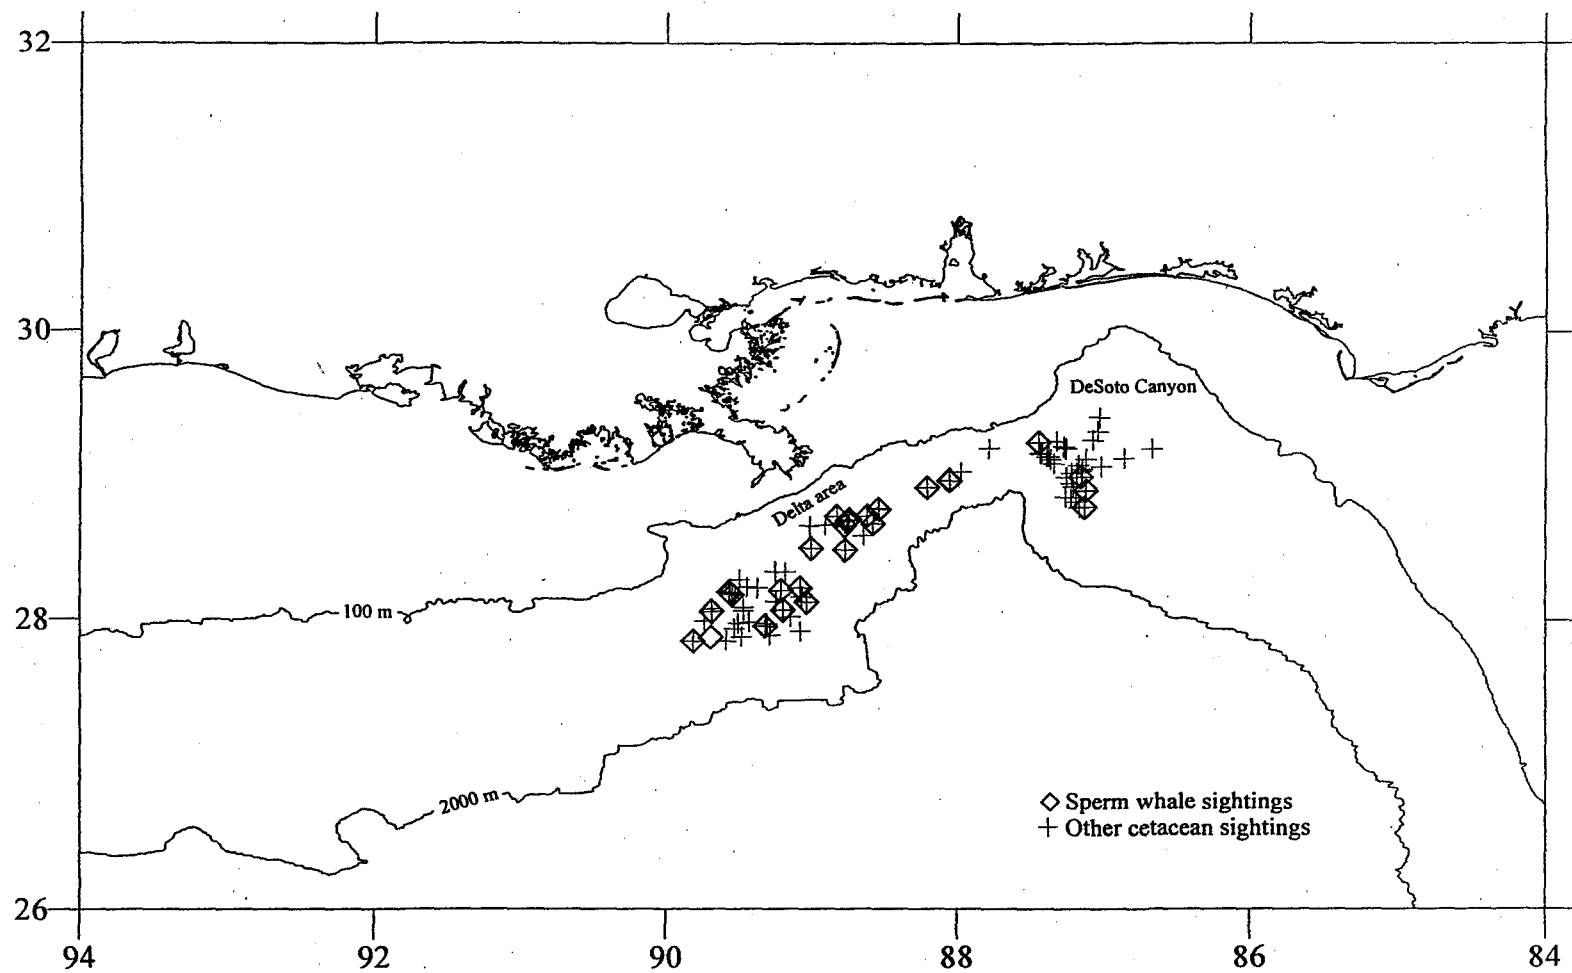 32
30
DeSoto Canyon
Delta area
28
100 m
2000 m
Sperm whale sightings
Other cetacean sightings
26
94 92 90 88 86 84